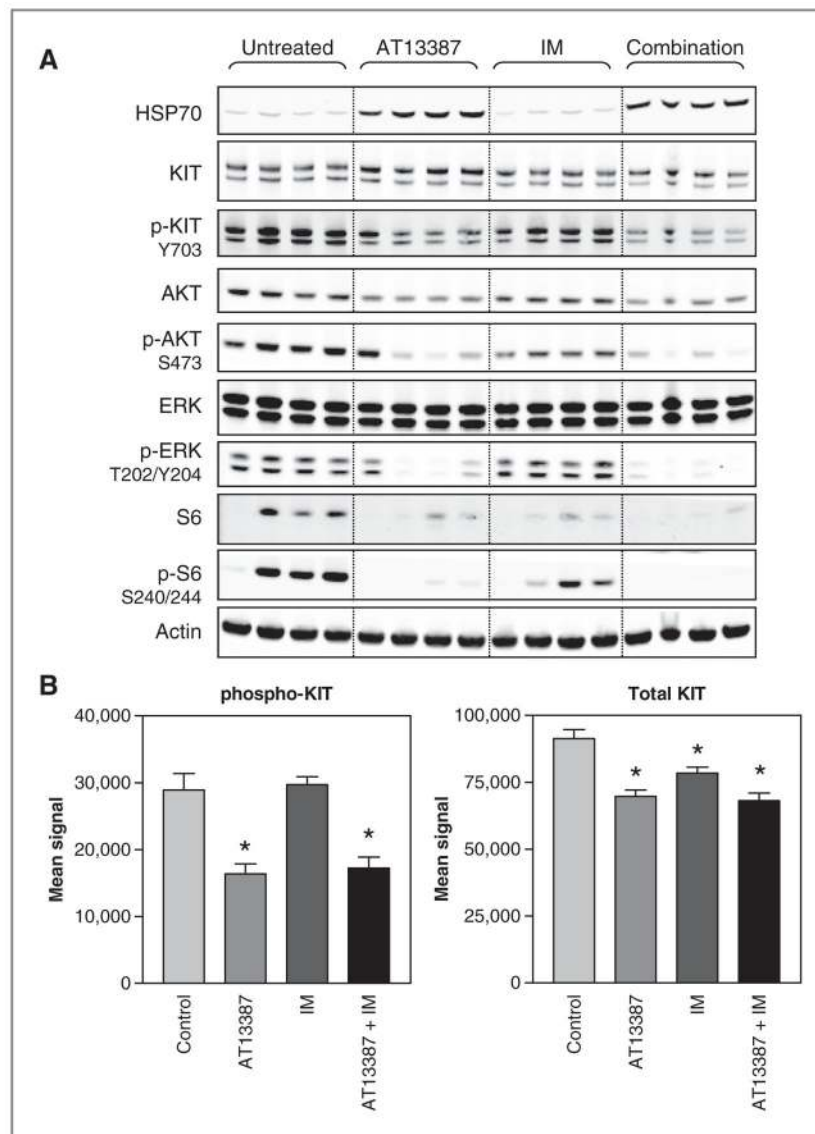 A
Untreated AT13387 IM Combination
HSP70
KIT
p-KIT
Y703
AKT
p-AKT
S473
ERK
p-ERK
T202/Y204
S6
p-S6
S240/244
Actin
B
phospho-KIT
Mean signal
40,000
30,000
20,000
10,000
0
* *
Control AT13387 IM AT13387 + IM
Total KIT
Mean signal
100,000
75,000
50,000
25,000
0
* * *
Control AT13387 IM AT13387 + IM